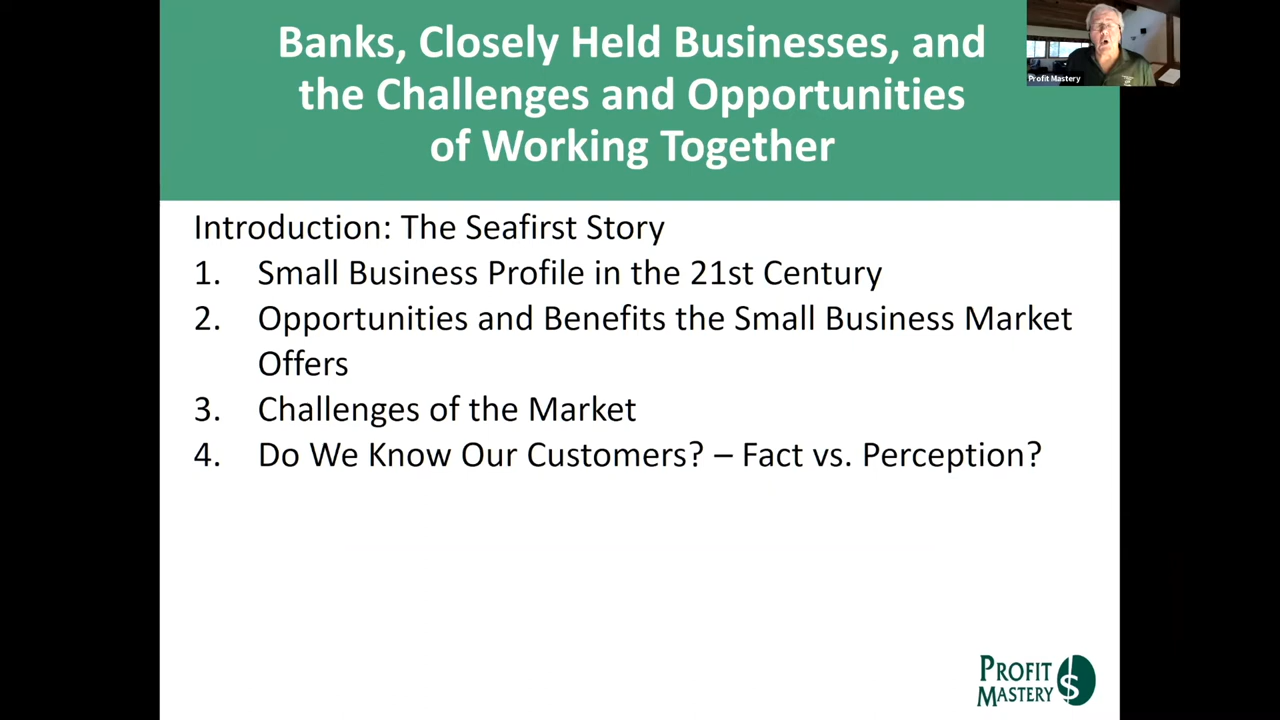 Banks, Closely Held Businesses, and
the Challenges and Opportunities
of Working Together
Profit Mastery
Introduction: The Seafirst Story
1. Small Business Profile in the 21st Century
2. Opportunities and Benefits the Small Business Market
Offers
3. Challenges of the Market
4. Do We Know Our Customers? – Fact vs. Perception?
PROFIT
MASTERY